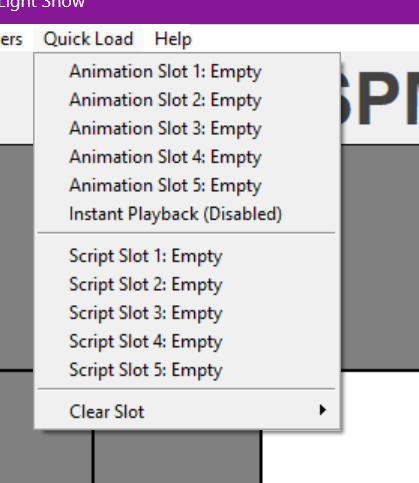 Light Show
ers Quick Load Help
Animation Slot 1: Empty
Animation Slot 2: Empty
Animation Slot 3: Empty
Animation Slot 4: Empty
Animation Slot 5: Empty
Instant Playback (Disabled)
Script Slot 1: Empty
Script Slot 2: Empty
Script Slot 3: Empty
Script Slot 4: Empty
Script Slot 5: Empty
Clear Slot